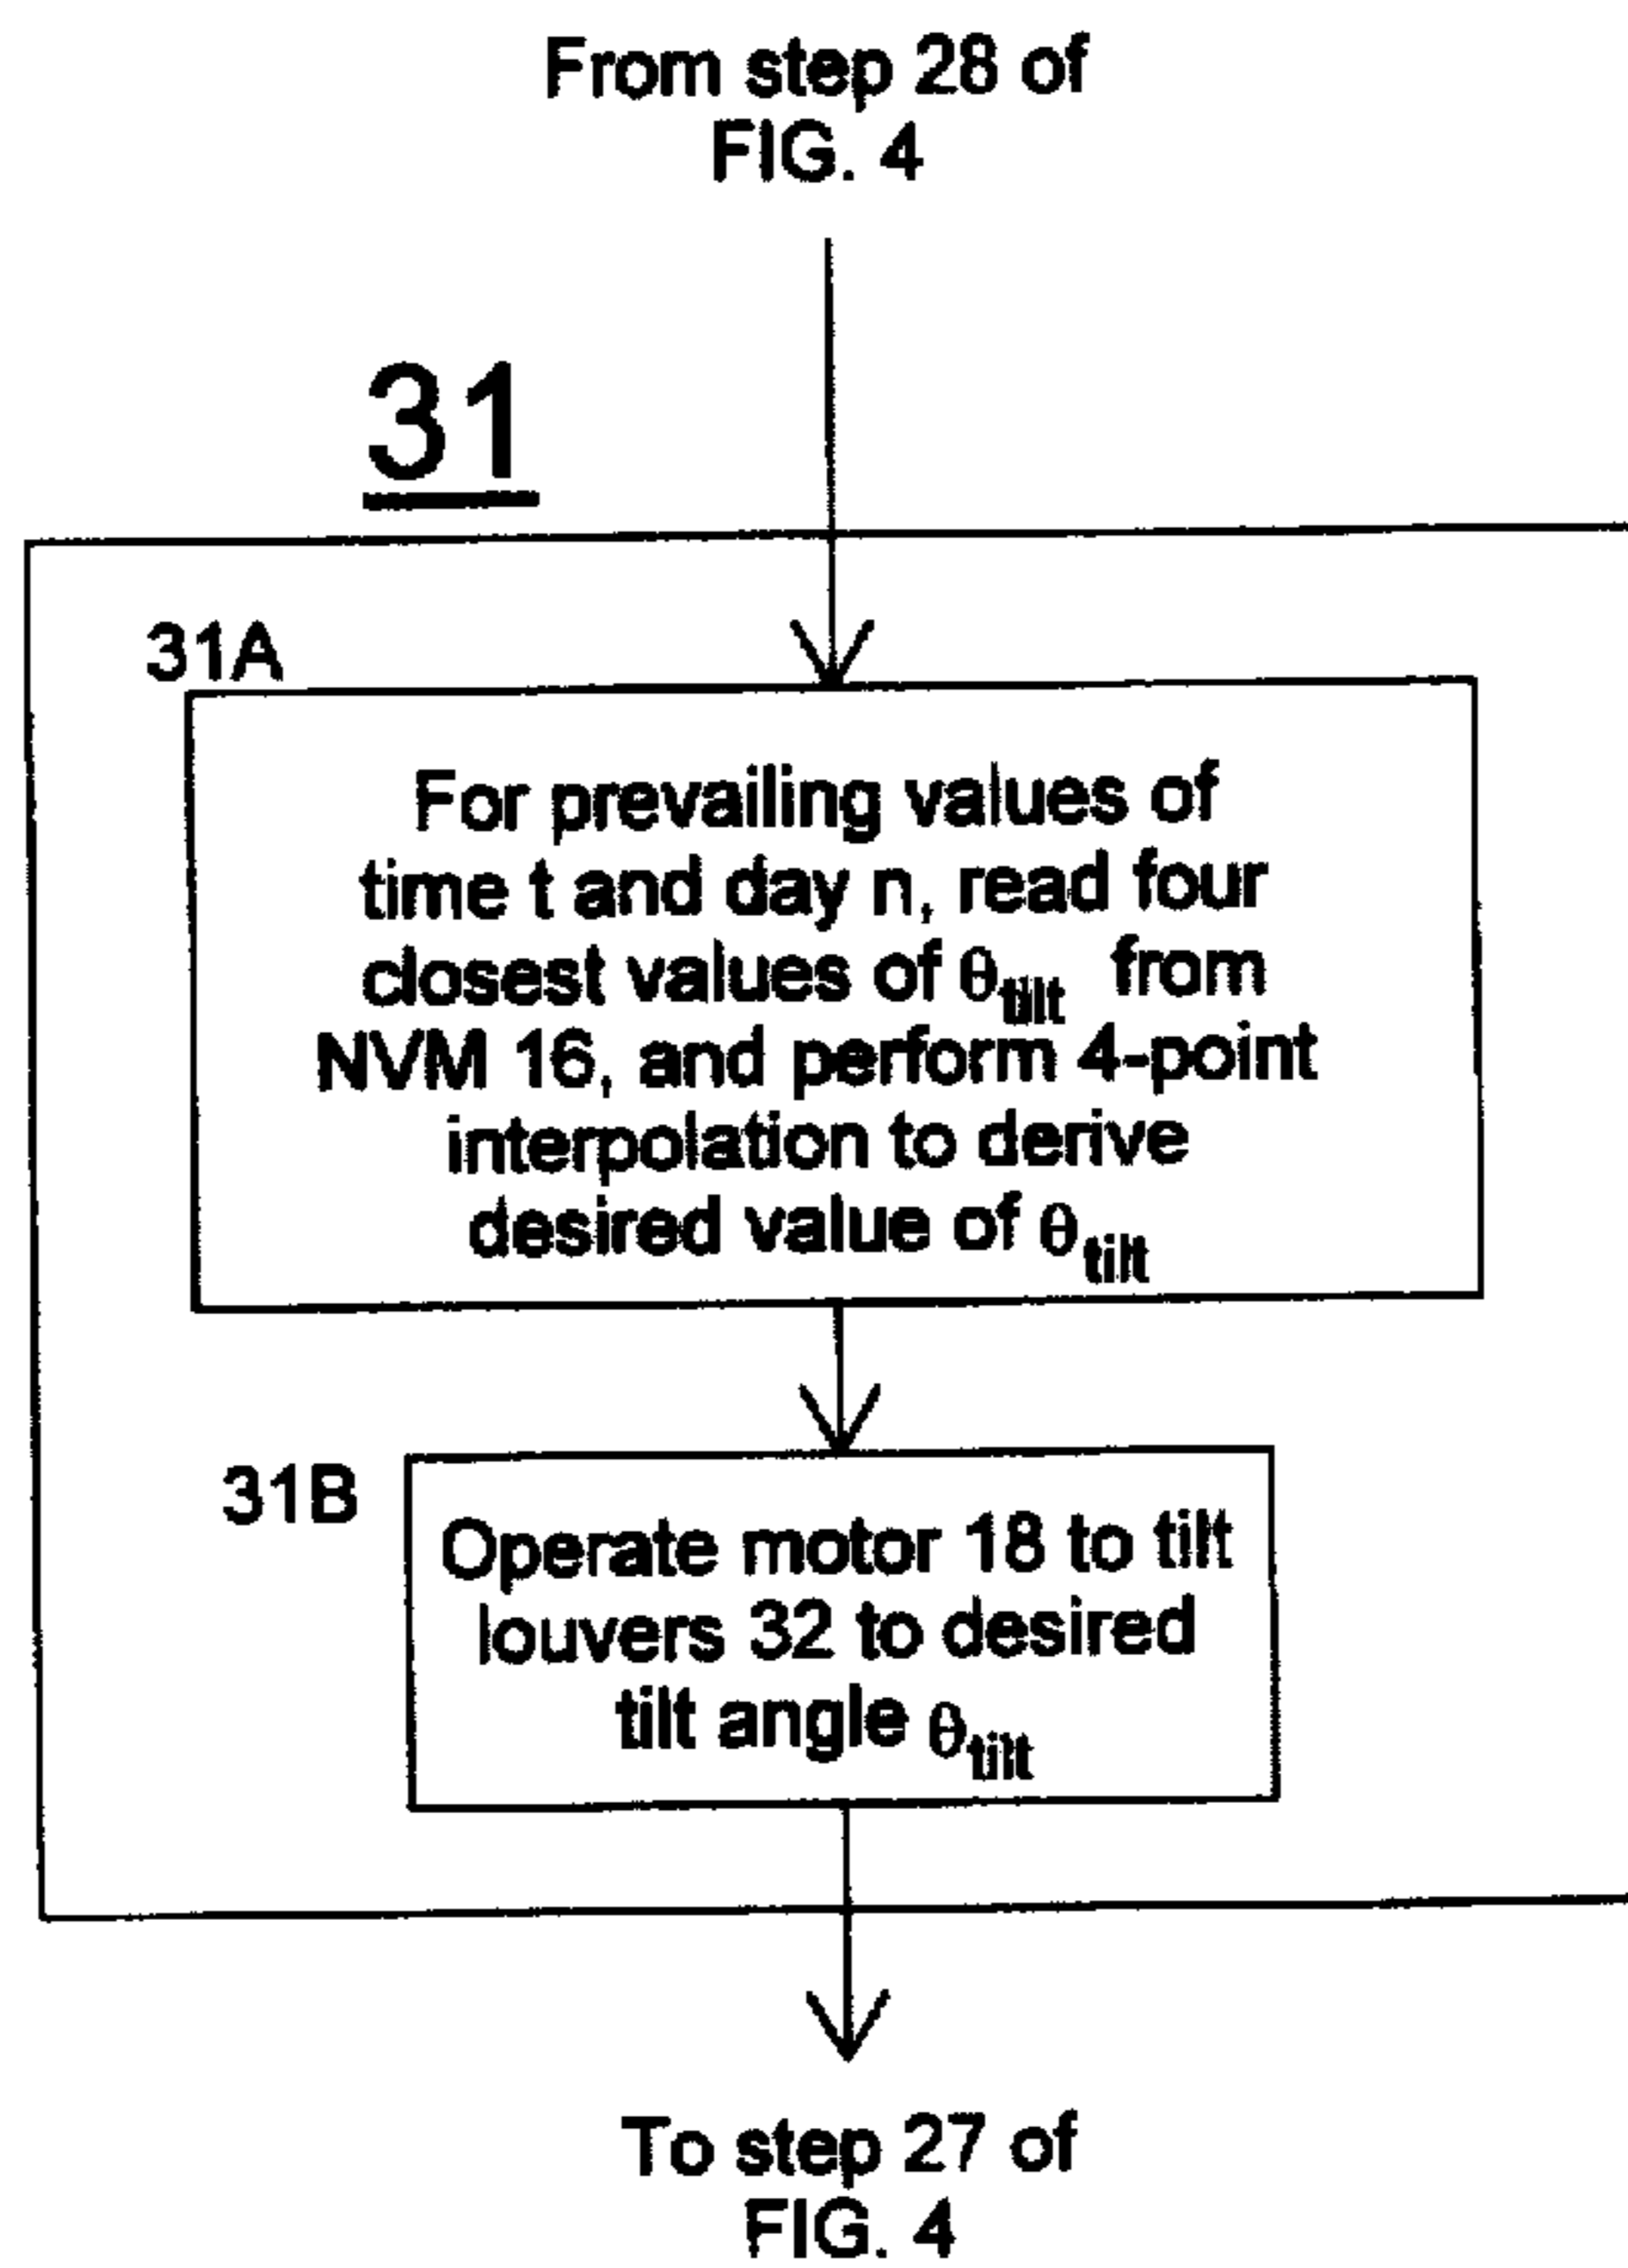 From step 28 of
FIG. 4
31
31A
For prevailing values of
time t and day n, read four
closest values of θtilt from
NVM 16, and perform 4-point
interpolation to derive
desired value of θtilt
31B
Operate motor 18 to tilt
louvers 32 to desired
tilt angle θtilt
To step 27 of
FIG. 4